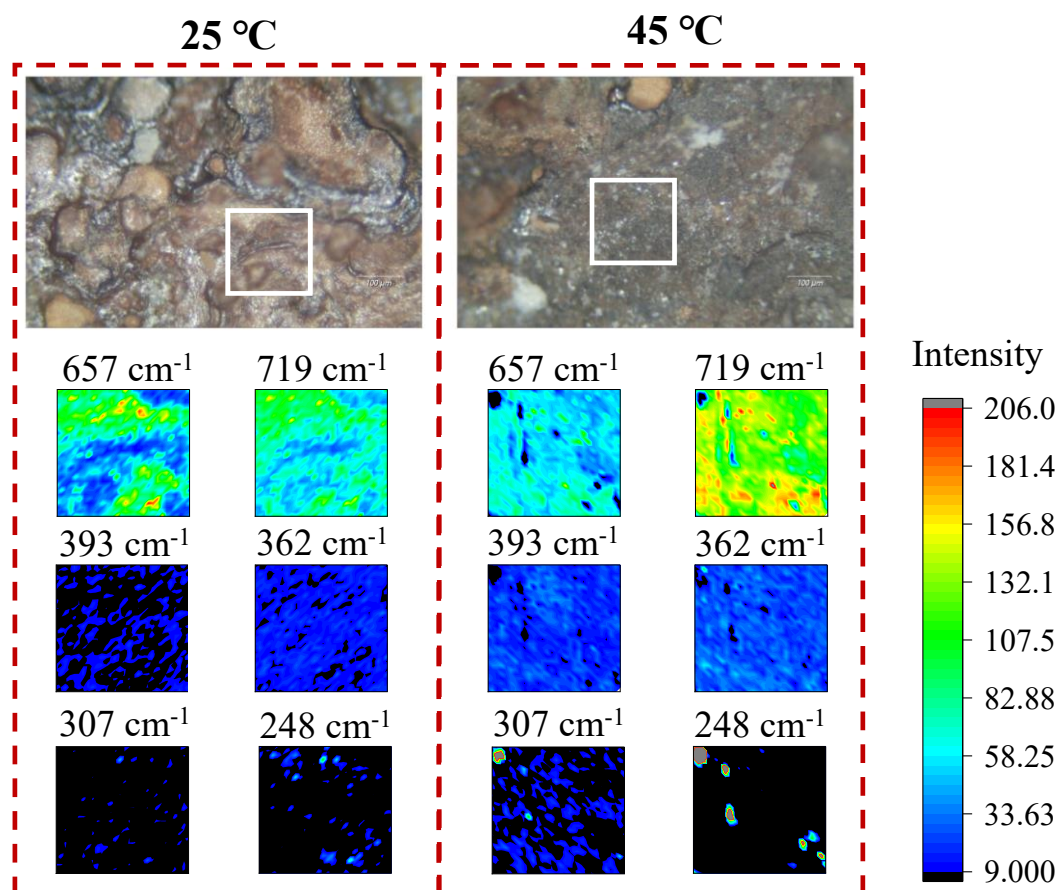 25 ℃
45 ℃
100 μm
100 μm
657 cm⁻¹
719 cm⁻¹
657 cm⁻¹
719 cm⁻¹
393 cm⁻¹
362 cm⁻¹
393 cm⁻¹
362 cm⁻¹
307 cm⁻¹
248 cm⁻¹
307 cm⁻¹
248 cm⁻¹
Intensity
206.0
181.4
156.8
132.1
107.5
82.88
58.25
33.63
9.000